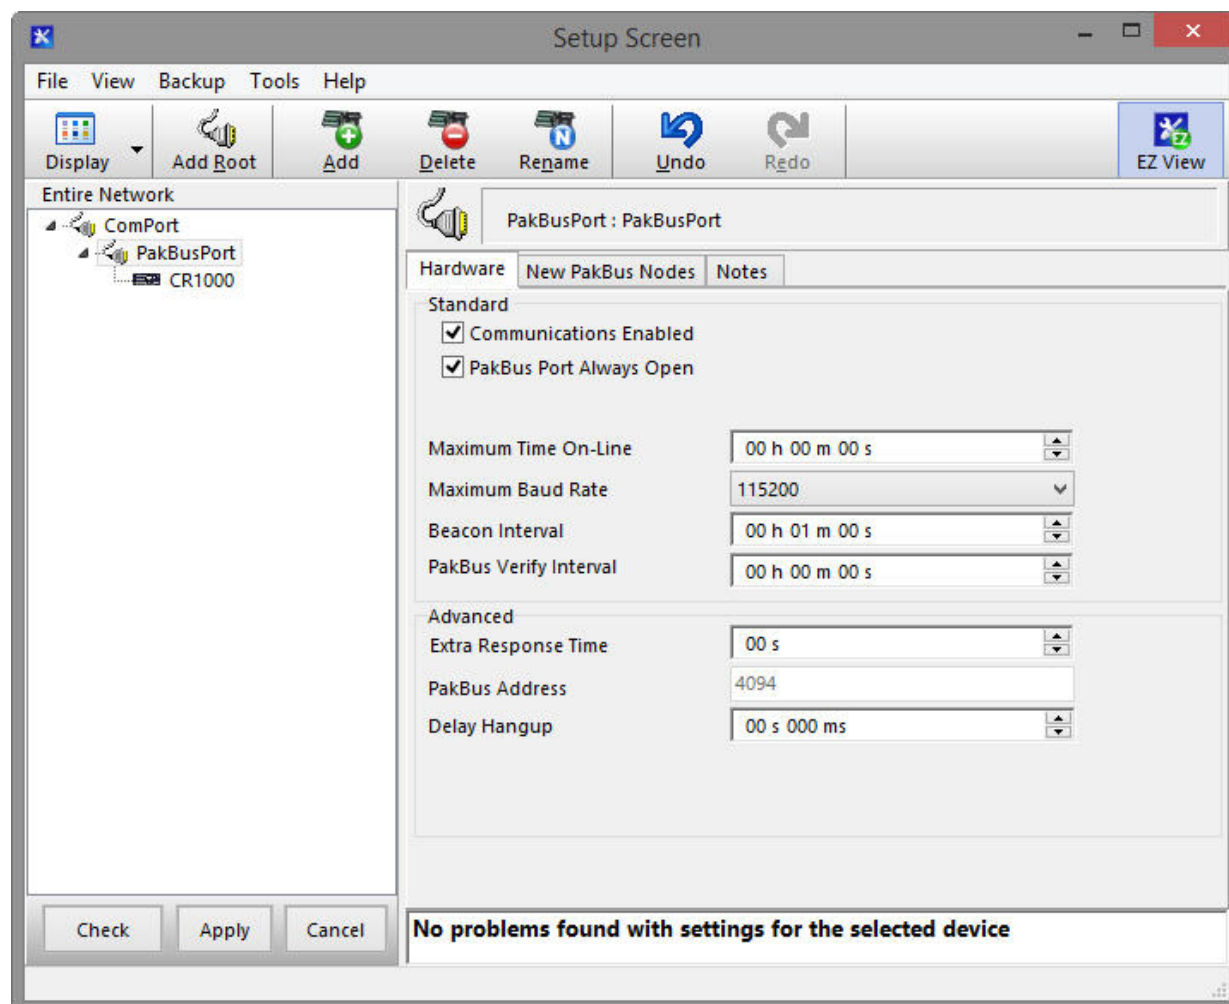 Setup Screen
File View Backup Tools Help
Display Add Root Add Delete Rename Undo Redo EZ View
Entire Network
ComPort
PakBusPort
CR1000
PakBusPort : PakBusPort
Hardware New PakBus Nodes Notes
Standard
Communications Enabled
PakBus Port Always Open
Maximum Time On-Line 00 h 00 m 00 s
Maximum Baud Rate 115200
Beacon Interval 00 h 01 m 00 s
PakBus Verify Interval 00 h 00 m 00 s
Advanced
Extra Response Time 00 s
PakBus Address 4094
Delay Hangup 00 s 000 ms
Check Apply Cancel
No problems found with settings for the selected device